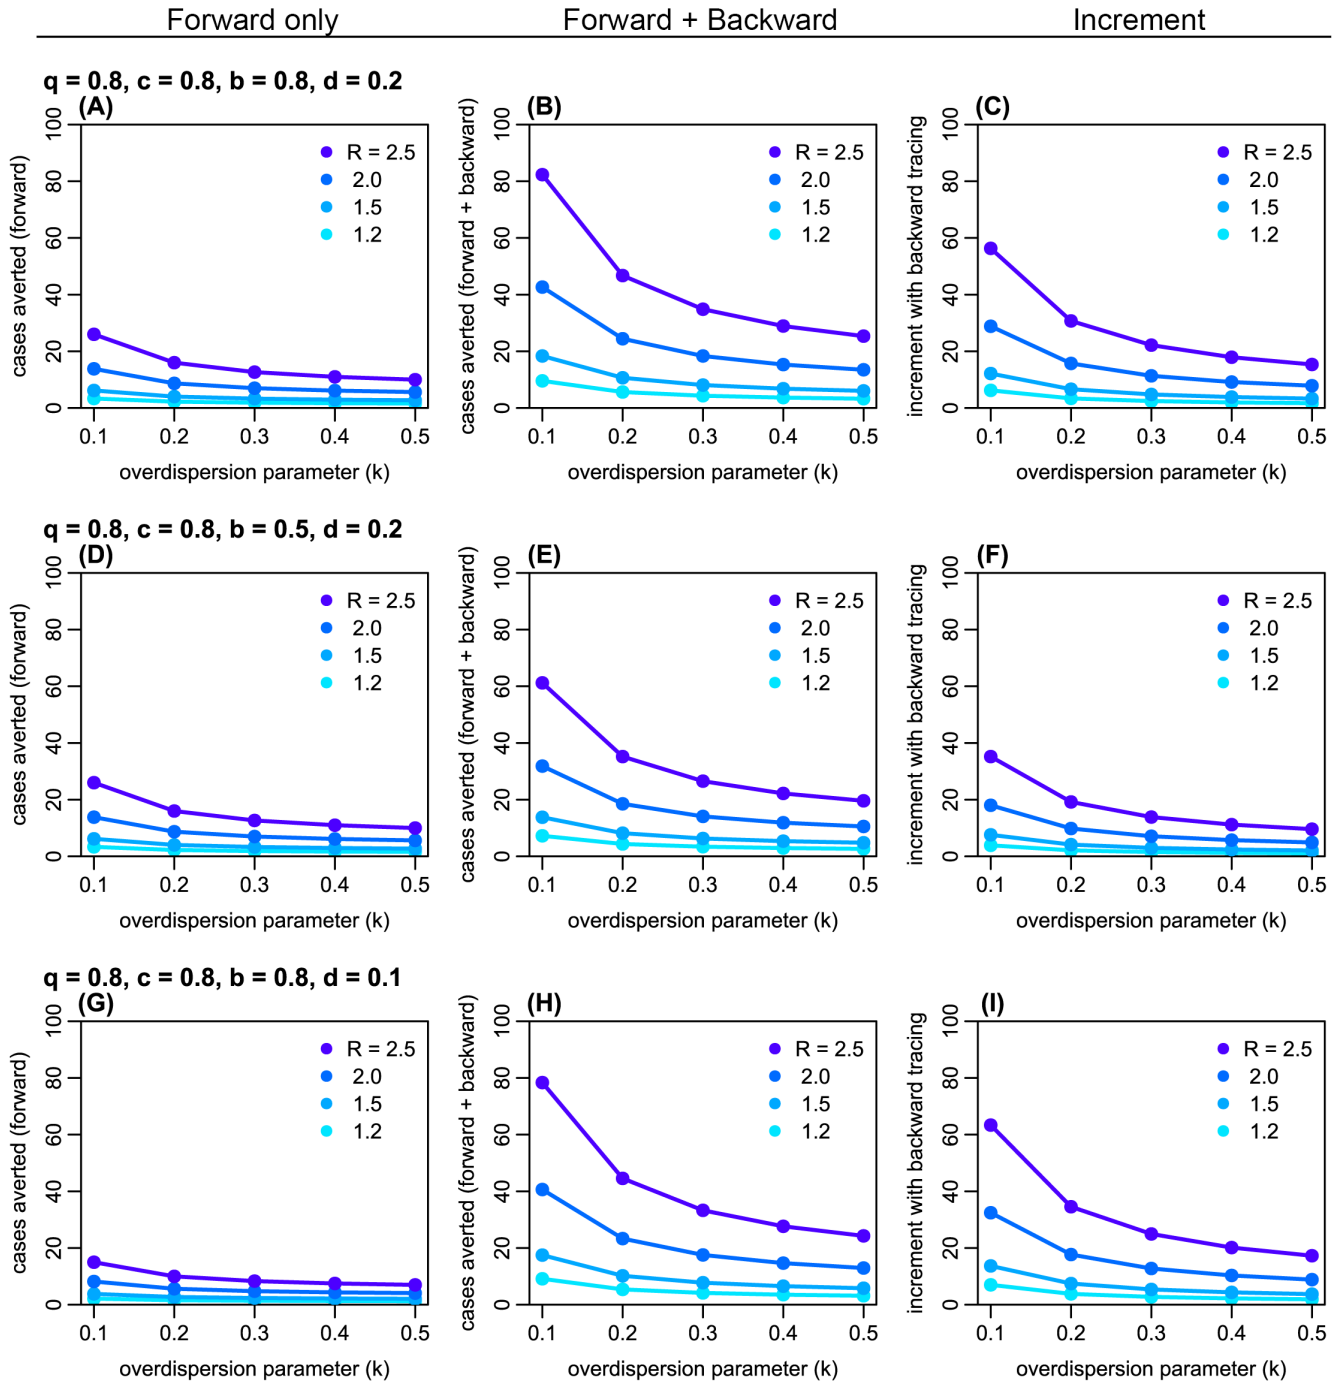 Forward only
Forward + Backward
Increment
q = 0.8, c = 0.8, b = 0.8, d = 0.2
(A)
cases averted (forward)
100
80
60
40
20
0
R = 2.5
2.0
1.5
1.2
0.1 0.2 0.3 0.4 0.5
overdispersion parameter (k)
(B)
cases averted (forward + backward)
100
80
60
40
20
0
R = 2.5
2.0
1.5
1.2
0.1 0.2 0.3 0.4 0.5
overdispersion parameter (k)
(C)
increment with backward tracing
100
80
60
40
20
0
R = 2.5
2.0
1.5
1.2
0.1 0.2 0.3 0.4 0.5
overdispersion parameter (k)
q = 0.8, c = 0.8, b = 0.5, d = 0.2
(D)
cases averted (forward)
100
80
60
40
20
0
R = 2.5
2.0
1.5
1.2
0.1 0.2 0.3 0.4 0.5
overdispersion parameter (k)
(E)
cases averted (forward + backward)
100
80
60
40
20
0
R = 2.5
2.0
1.5
1.2
0.1 0.2 0.3 0.4 0.5
overdispersion parameter (k)
(F)
increment with backward tracing
100
80
60
40
20
0
R = 2.5
2.0
1.5
1.2
0.1 0.2 0.3 0.4 0.5
overdispersion parameter (k)
q = 0.8, c = 0.8, b = 0.8, d = 0.1
(G)
cases averted (forward)
100
80
60
40
20
0
R = 2.5
2.0
1.5
1.2
0.1 0.2 0.3 0.4 0.5
overdispersion parameter (k)
(H)
cases averted (forward + backward)
100
80
60
40
20
0
R = 2.5
2.0
1.5
1.2
0.1 0.2 0.3 0.4 0.5
overdispersion parameter (k)
(I)
increment with backward tracing
100
80
60
40
20
0
R = 2.5
2.0
1.5
1.2
0.1 0.2 0.3 0.4 0.5
overdispersion parameter (k)